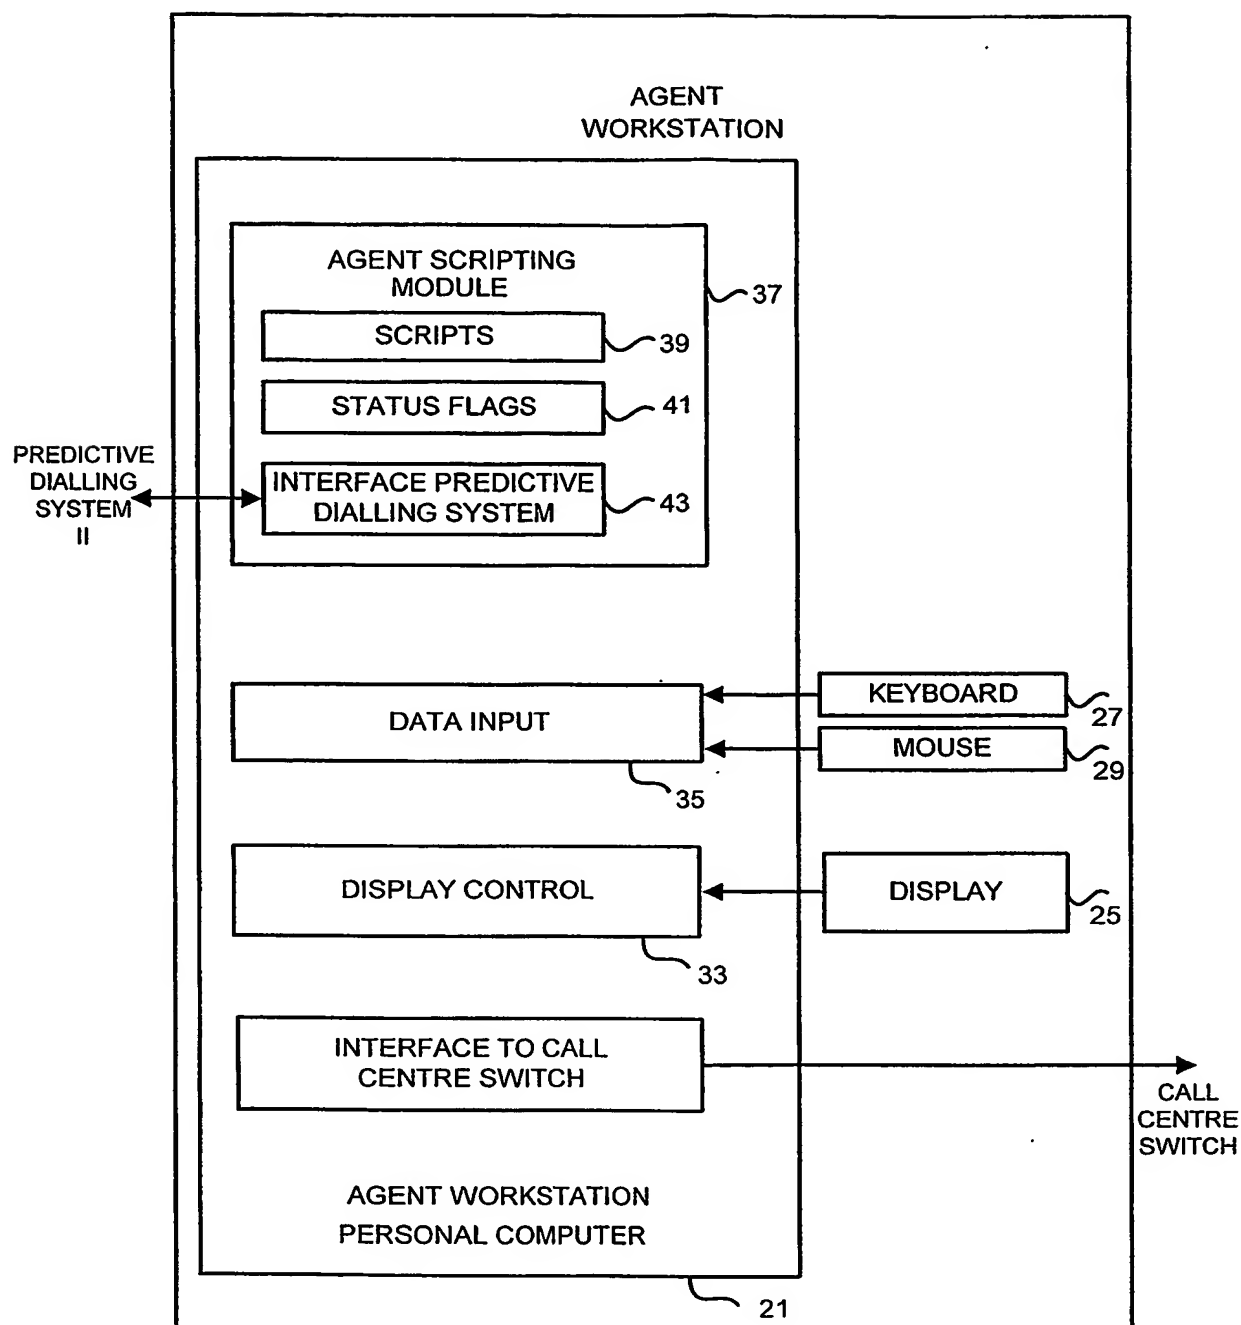 AGENT
WORKSTATION
AGENT SCRIPTING
MODULE
37
SCRIPTS
39
STATUS FLAGS
41
PREDICTIVE
DIALLING
SYSTEM
II
INTERFACE PREDICTIVE
DIALLING SYSTEM
43
DATA INPUT
35
KEYBOARD
27
MOUSE
29
DISPLAY CONTROL
33
DISPLAY
25
INTERFACE TO CALL
CENTRE SWITCH
CALL
CENTRE
SWITCH
AGENT WORKSTATION
PERSONAL COMPUTER
21